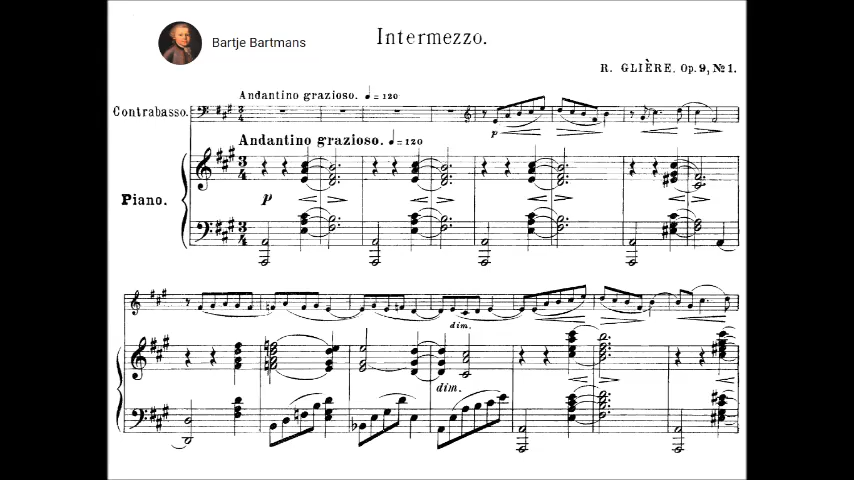 Bartje Bartmans
Intermezzo.
R. GLIÈRE. Op. 9, № 1.
Andantino grazioso. ♩= 120
Contrabasso.
p
Andantino grazioso. ♩= 120
Piano.
p
dim.
dim.